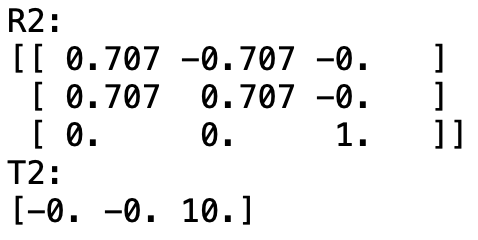 R2:
[[ 0.707 -0.707 -0.   ]
 [ 0.707  0.707 -0.   ]
 [ 0.     0.     1.   ]]
T2:
[-0. -0. 10.]